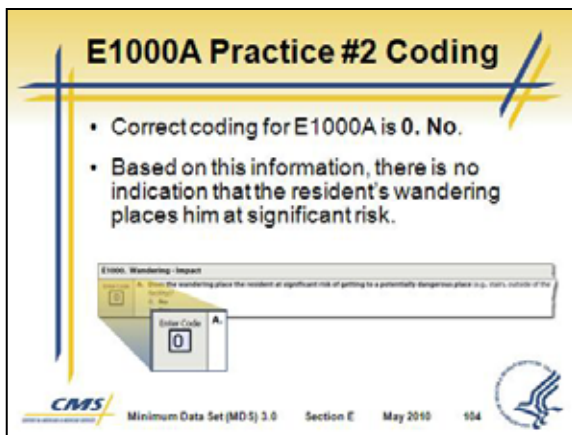 E1000A Practice #2 Coding
• Correct coding for E1000A is 0. No.
• Based on this information, there is no
indication that the resident's wandering
places him at significant risk.
E1000. Wandering - Impact
Enter Code
0
A. Does the wandering place the resident at significant risk of getting to a potentially dangerous place (e.g., stairs, outside of the
facility)?
0. No
Enter Code
0
A.
CMS
Minimum Data Set (MDS) 3.0 Section E May 2010 104